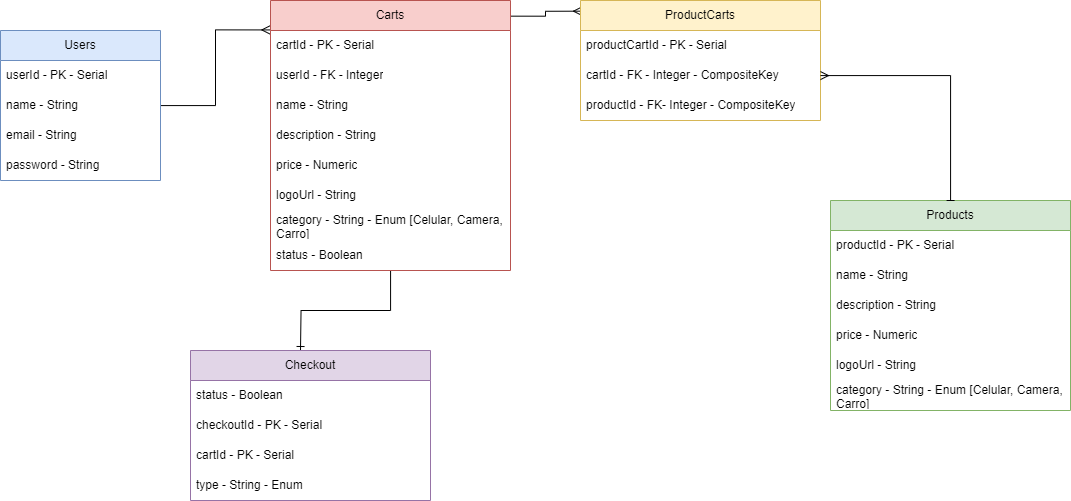 Users
userId - PK - Serial
name - String
email - String
password - String
Carts
cartId - PK - Serial
userId - FK - Integer
name - String
description - String
price - Numeric
logoUrl - String
category - String - Enum [Celular, Camera,
Carro]
status - Boolean
ProductCarts
productCartId - PK - Serial
cartId - FK - Integer - CompositeKey
productId - FK- Integer - CompositeKey
Products
productId - PK - Serial
name - String
description - String
price - Numeric
logoUrl - String
category - String - Enum [Celular, Camera,
Carro]
Checkout
status - Boolean
checkoutId - PK - Serial
cartId - PK - Serial
type - String - Enum